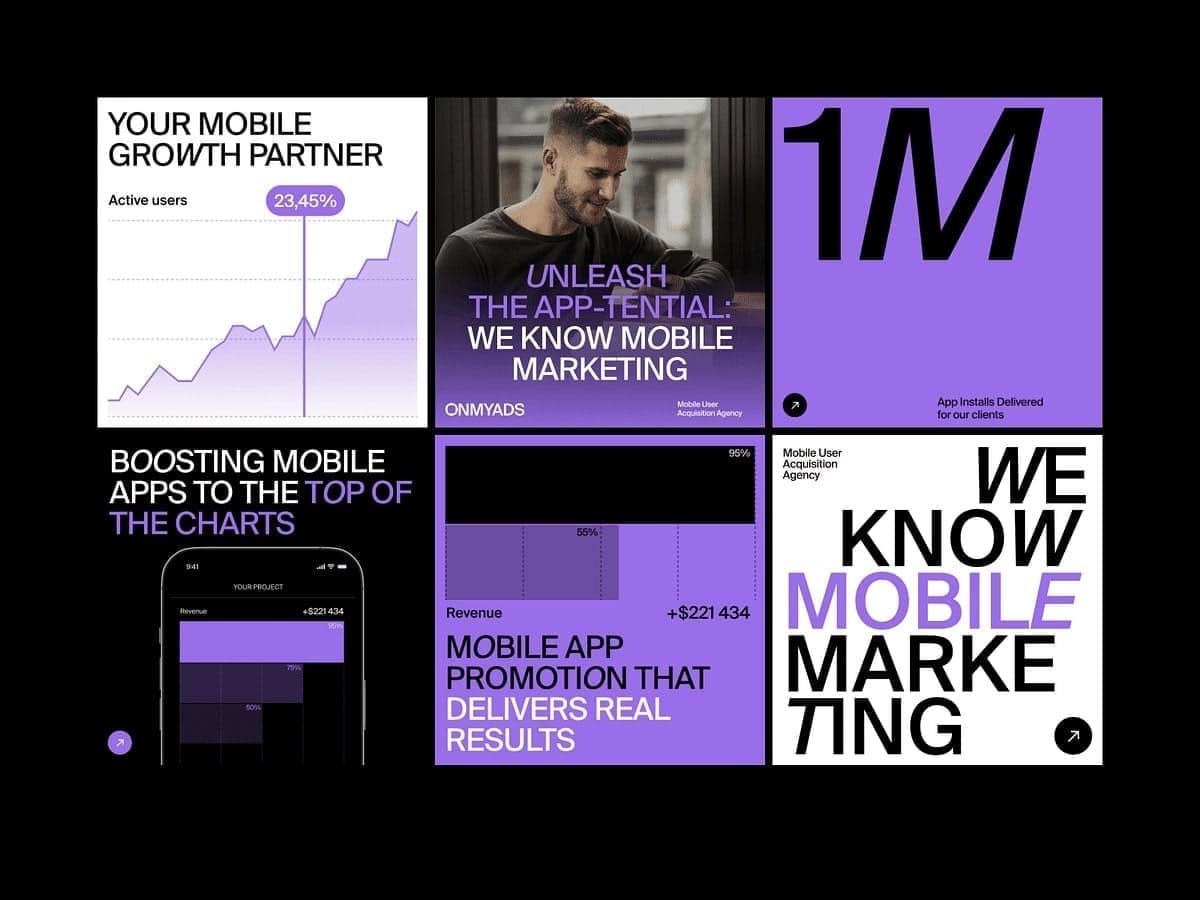 YOUR MOBILE
GROWTH PARTNER
Active users
23,45%
UNLEASH
THE APP-TENTIAL:
WE KNOW MOBILE
MARKETING
ONMYADS
Mobile User
Acquisition Agency
1M
App Installs Delivered
for our clients
BOOSTING MOBILE
APPS TO THE TOP OF
THE CHARTS
9:41
YOUR PROJECT
Revenue +$221 434
95%
75%
50%
95%
55%
Revenue +$221 434
MOBILE APP
PROMOTION THAT
DELIVERS REAL
RESULTS
Mobile User
Acquisition
Agency
WE
KNOW
MOBILE
MARKE
TING